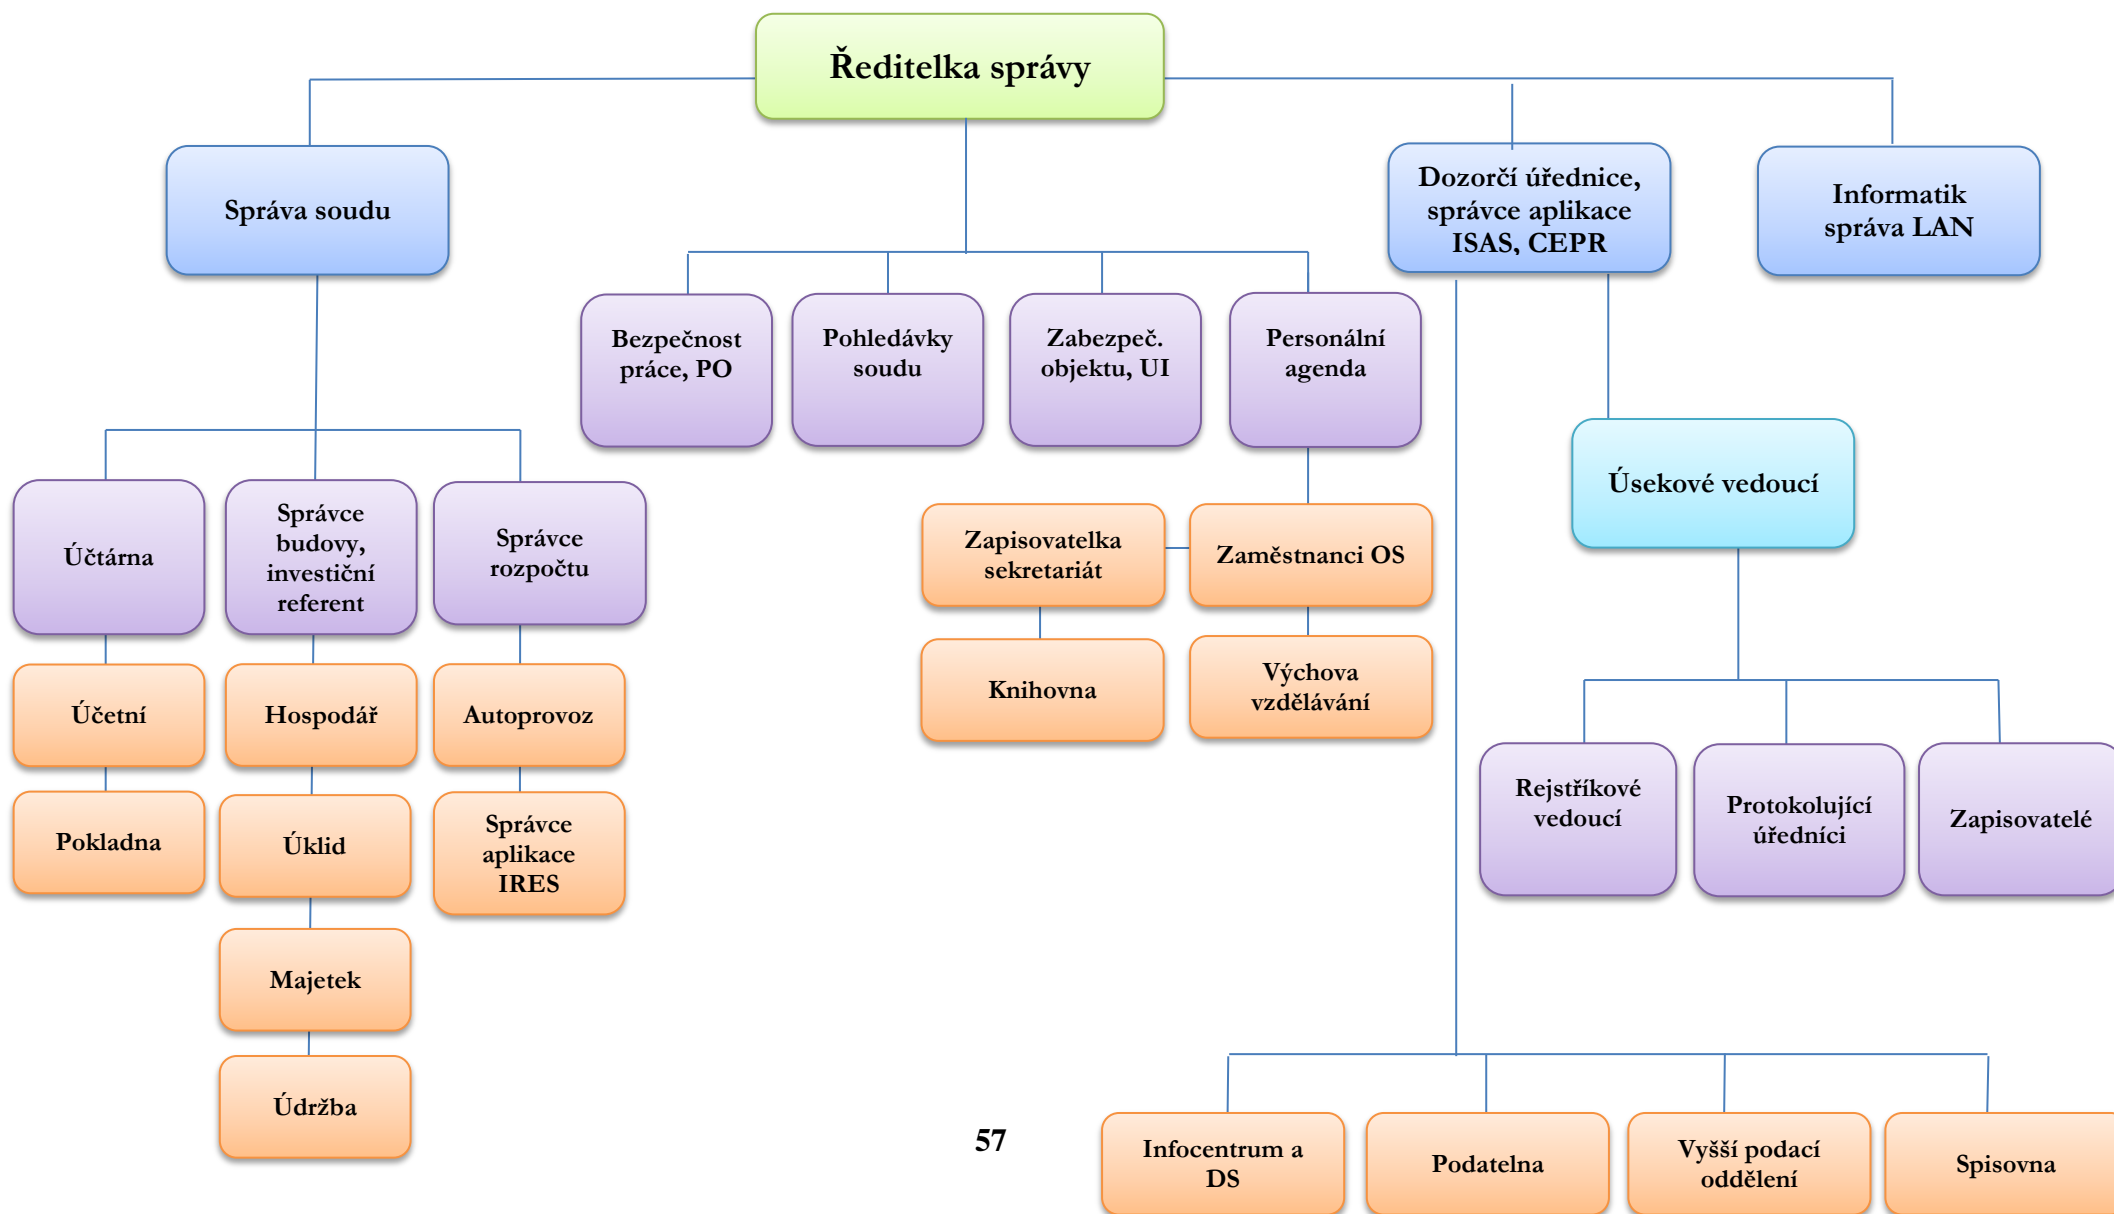 Ředitelka správy
Správa soudu
Dozorčí úřednice,
správce aplikace
ISAS, CEPR
Informatik
správa LAN
Bezpečnost
práce, PO
Pohledávky
soudu
Zabezpeč.
objektu, UI
Personální
agenda
Úsekové vedoucí
Účtárna
Správce
budovy,
investiční
referent
Správce
rozpočtu
Zapisovatelka
sekretariát
Zaměstnanci OS
Účetní
Hospodář
Autoprovoz
Knihovna
Výchova
vzdělávání
Rejstříkové
vedoucí
Protokolující
úředníci
Zapisovatelé
Pokladna
Úklid
Správce
aplikace
IRES
Majetek
Údržba
57
Infocentrum a
DS
Podatelna
Vyšší podací
oddělení
Spisovna